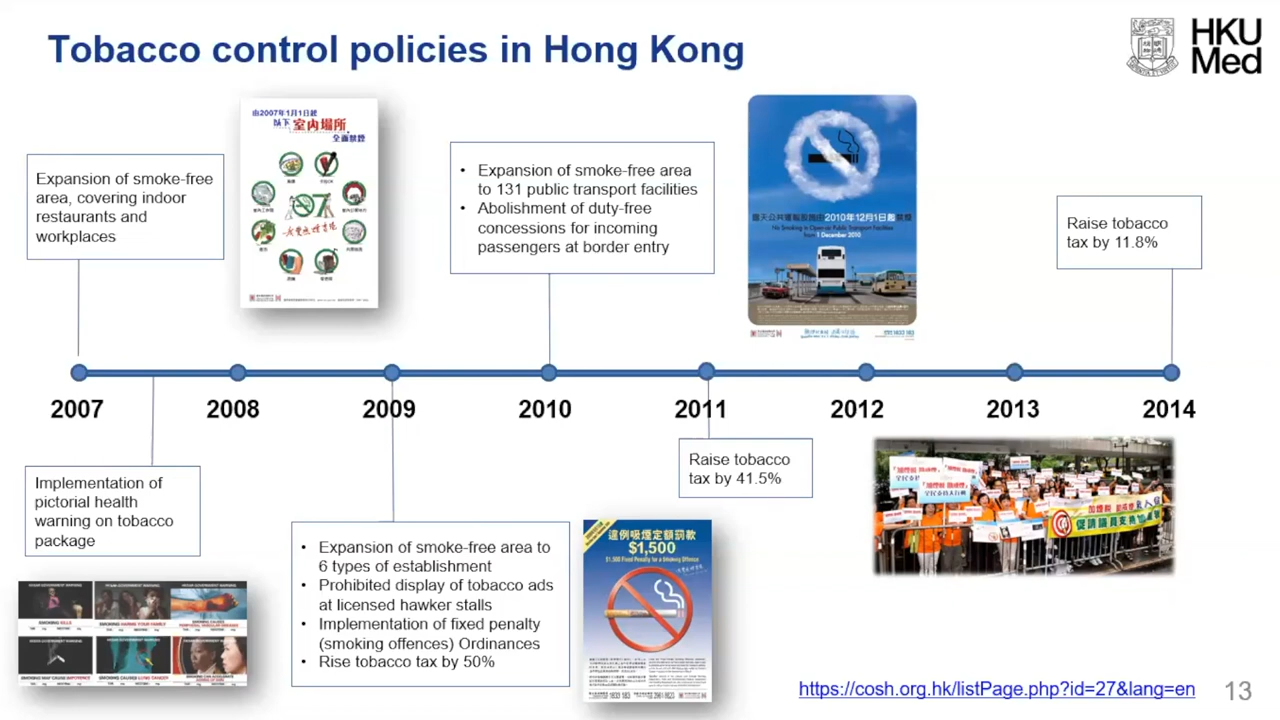 Tobacco control policies in Hong Kong
HKU
Med
Expansion of smoke-free
area, covering indoor
restaurants and
workplaces
由2007年1月1日起
以下 室內場所
全面禁煙
• Expansion of smoke-free area
to 131 public transport facilities
• Abolishment of duty-free
concessions for incoming
passengers at border entry
露天公共運輸設施由2010年12月1日起禁煙
No Smoking in Open-air Public Transport Facilities
from 1 December 2010
Raise tobacco
tax by 11.8%
2007
2008
2009
2010
2011
2012
2013
2014
Implementation of
pictorial health
warning on tobacco
package
SMOKING KILLS
SMOKING HARMS YOUR FAMILY
SMOKING MAY CAUSE IMPOTENCE
SMOKING CAUSES LUNG CANCER
• Expansion of smoke-free area to
6 types of establishment
• Prohibited display of tobacco ads
at licensed hawker stalls
• Implementation of fixed penalty
(smoking offences) Ordinances
• Rise tobacco tax by 50%
違例吸煙定額罰款
$1,500
$1,500 Fixed Penalty for a Smoking Offence
Raise tobacco
tax by 41.5%
https://cosh.org.hk/listPage.php?id=27&lang=en
13